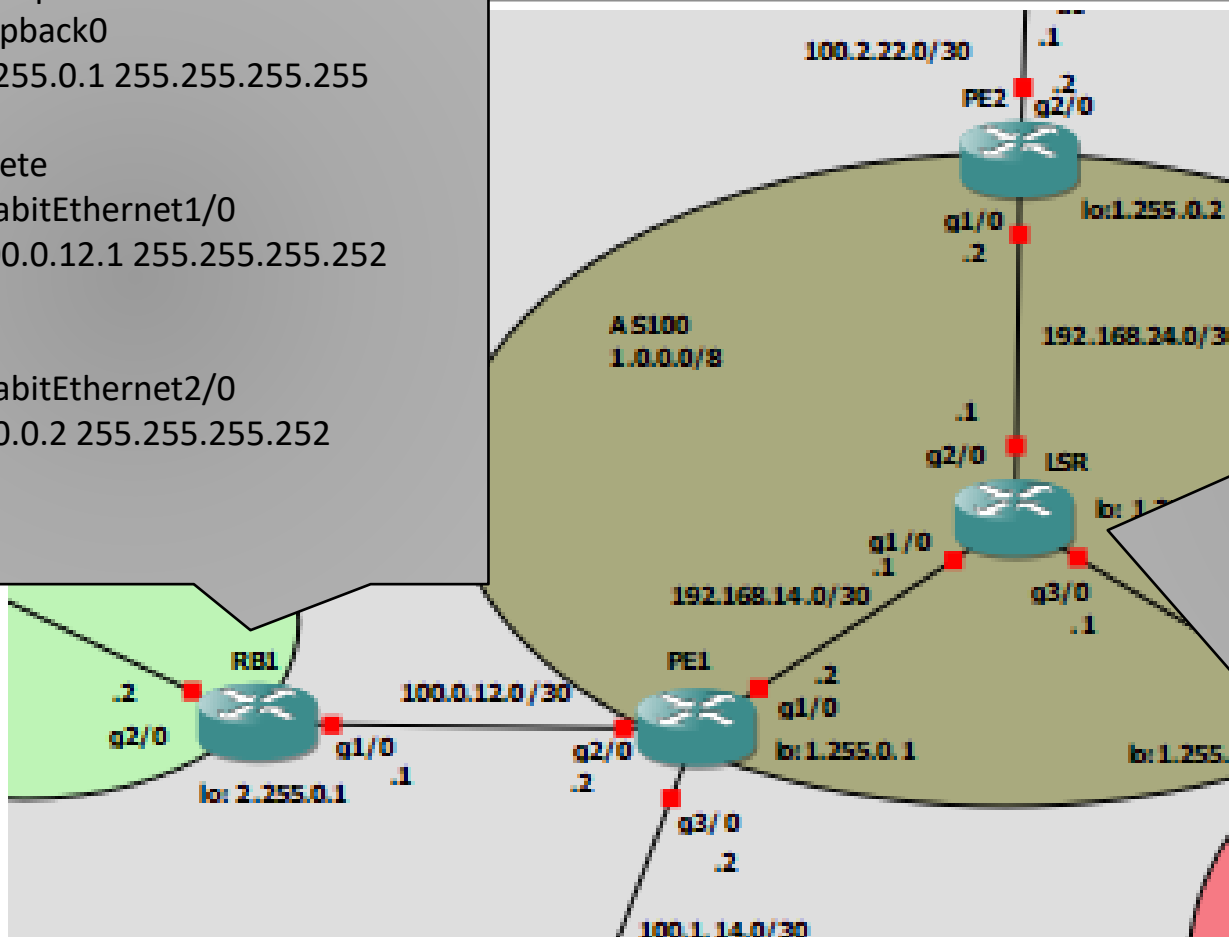 pback0
255.0.1 255.255.255.255
ete
abitEthernet1/0
0.0.12.1 255.255.255.252
abitEthernet2/0
0.0.2 255.255.255.252
.1
100.2.22.0/30
.2
PE2
g2/0
g1/0
.2
lo:1.255.0.2
AS100
1.0.0.0/8
192.168.24.0/3
.1
g2/0
LSR
g1/0
.1
192.168.14.0/30
g3/0
.1
RB1
PE1
.2
g2/0
100.0.12.0/30
.2
g1/0
g1/0
.1
g2/0
.2
lo:1.255.0.1
lo:1.255.
lo: 2.255.0.1
g3/0
.2
100.1.14.0/30